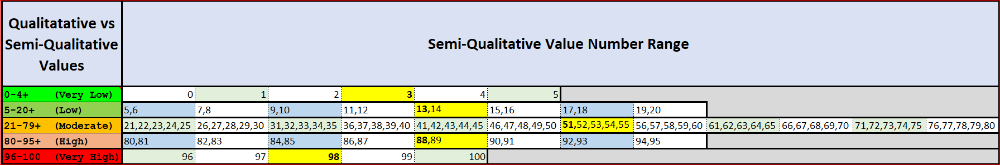 Qualitatative vs
Semi-Qualitative
Values
Semi-Qualitative Value Number Range
0-4+ (Very Low) 0 1 2 3 4 5
5-20+ (Low) 5,6 7,8 9,10 11,12 13,14 15,16 17,18 19,20
21-79+ (Moderate) 21,22,23,24,25 26,27,28,29,30 31,32,33,34,35 36,37,38,39,40 41,42,43,44,45 46,47,48,49,50 51,52,53,54,55 56,57,58,59,60 61,62,63,64,65 66,67,68,69,70 71,72,73,74,75 76,77,78,79,80
80-95+ (High) 80,81 82,83 84,85 86,87 88,89 90,91 92,93 94,95
96-100 (Very High) 96 97 98 99 100